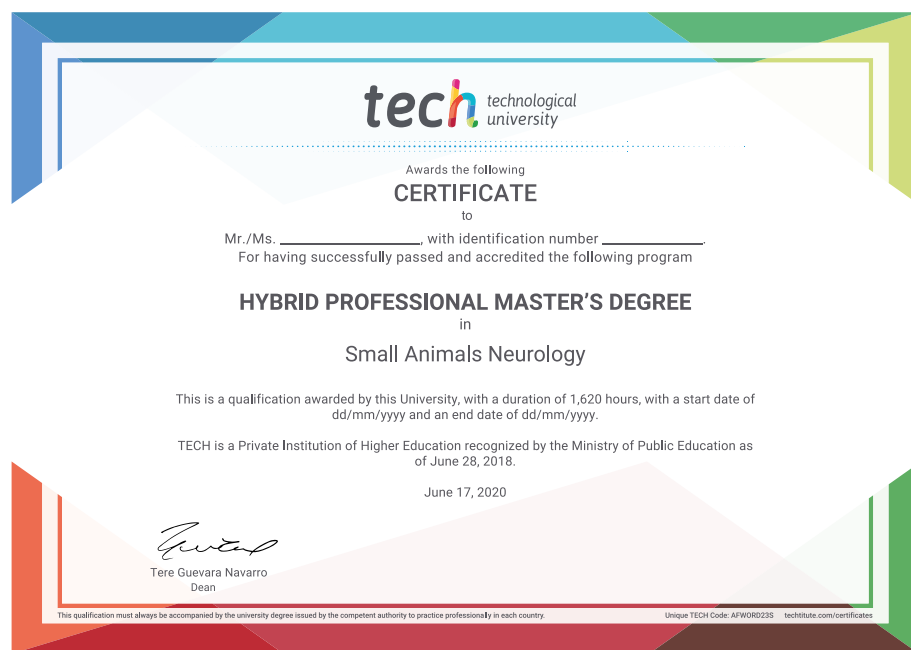 tech technological
university
Awards the following
CERTIFICATE
to
Mr./Ms. ____________________, with identification number ______________.
For having successfully passed and accredited the following program
HYBRID PROFESSIONAL MASTER'S DEGREE
in
Small Animals Neurology
This is a qualification awarded by this University, with a duration of 1,620 hours, with a start date of
dd/mm/yyyy and an end date of dd/mm/yyyy.
TECH is a Private Institution of Higher Education recognized by the Ministry of Public Education as
of June 28, 2018.
June 17, 2020
Tere Guevara Navarro
Dean
This qualification must always be accompanied by the university degree issued by the competent authority to practice professionally in each country.
Unique TECH Code: AFWORD23S techtitute.com/certificates